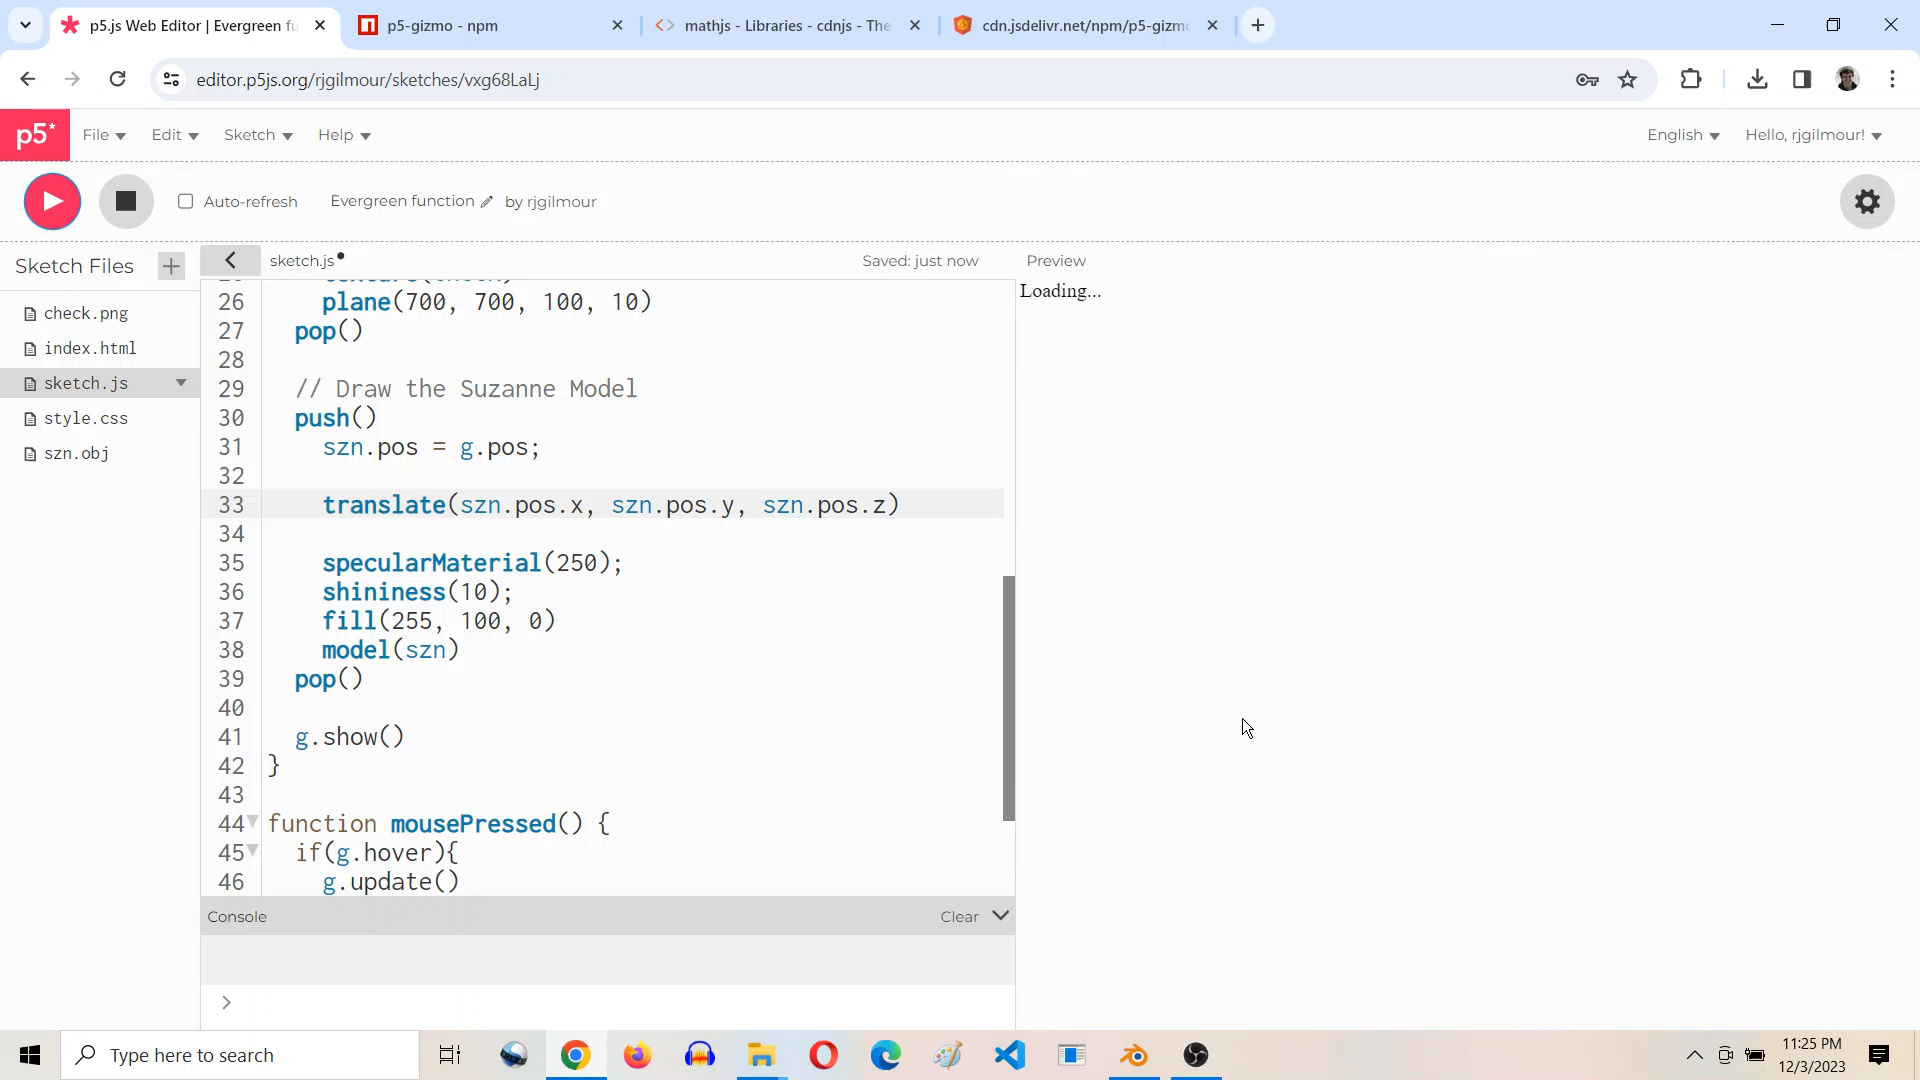 p5.js Web Editor | Evergreen fu
p5-gizmo - npm
mathjs - Libraries - cdnjs - The
cdn.jsdelivr.net/npm/p5-gizmo
editor.p5js.org/rjgilmour/sketches/vxg68LaLj
p5*
File
Edit
Sketch
Help
English
Hello, rjgilmour!
Auto-refresh
Evergreen function
by rjgilmour
Sketch Files
sketch.js
Saved: just now
Preview
check.png
index.html
sketch.js
style.css
szn.obj
26 plane(700, 700, 100, 10)
27 pop()
28
29 // Draw the Suzanne Model
30 push()
31 szn.pos = g.pos;
32
33 translate(szn.pos.x, szn.pos.y, szn.pos.z)
34
35 specularMaterial(250);
36 shininess(10);
37 fill(255, 100, 0)
38 model(szn)
39 pop()
40
41 g.show()
42 }
43
44 function mousePressed() {
45 if(g.hover){
46 g.update()
Loading...
Console
Clear
>
Type here to search
11:25 PM
12/3/2023